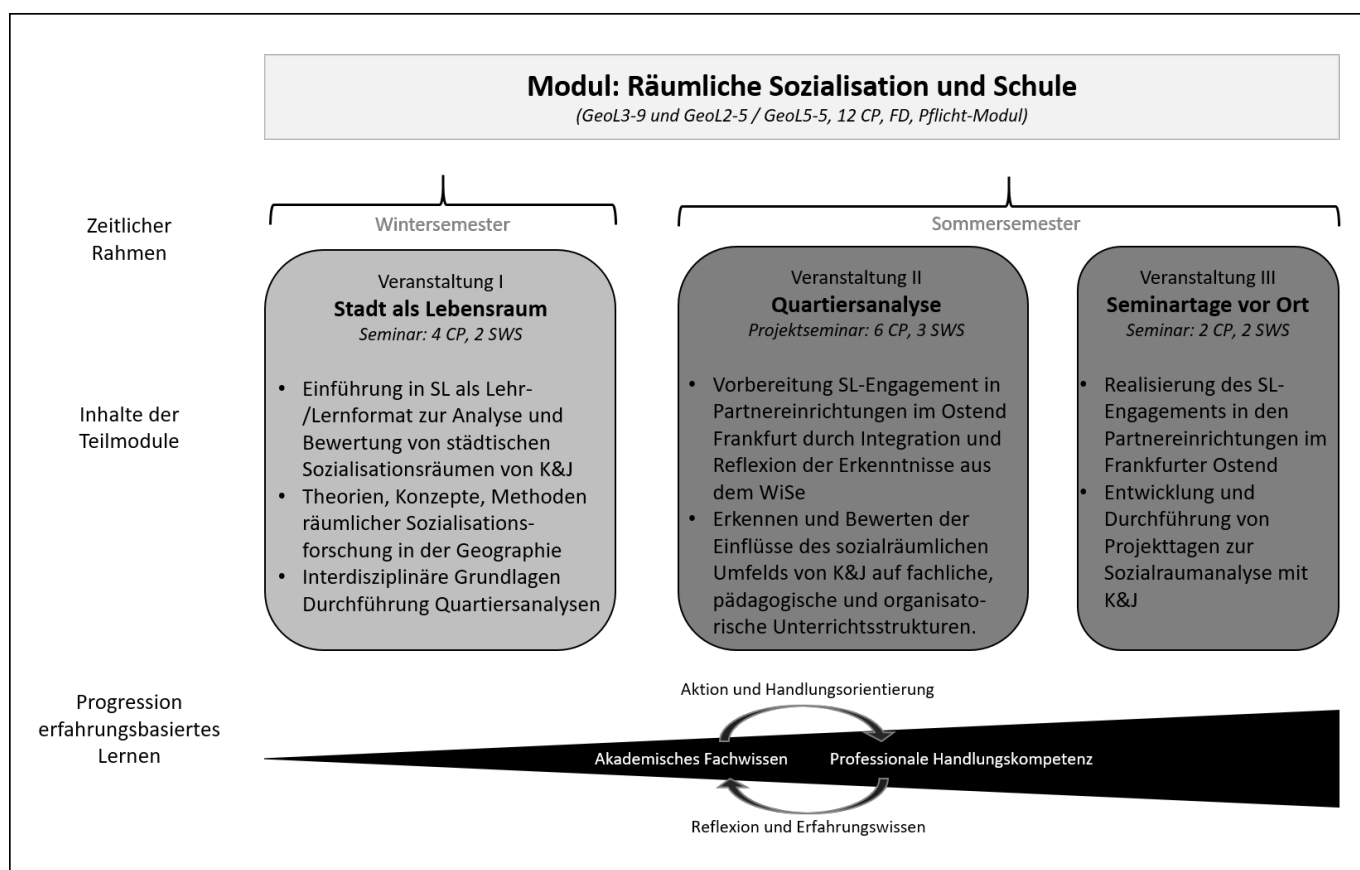 Modul: Räumliche Sozialisation und Schule
(GeoL3-9 und GeoL2-5 / GeoL5-5, 12 CP, FD, Pflicht-Modul)
Zeitlicher
Rahmen
Wintersemester
Sommersemester
Inhalte der
Teilmodule
Veranstaltung I
Stadt als Lebensraum
Seminar: 4 CP, 2 SWS
• Einführung in SL als Lehr-
/Lernformat zur Analyse und
Bewertung von städtischen
Sozialisationsräumen von K&J
• Theorien, Konzepte, Methoden
räumlicher Sozialisations-
forschung in der Geographie
• Interdisziplinäre Grundlagen
Durchführung Quartiersanalysen
Veranstaltung II
Quartiersanalyse
Projektseminar: 6 CP, 3 SWS
• Vorbereitung SL-Engagement in
Partnereinrichtungen im Ostend
Frankfurt durch Integration und
Reflexion der Erkenntnisse aus
dem WiSe
• Erkennen und Bewerten der
Einflüsse des sozialräumlichen
Umfelds von K&J auf fachliche,
pädagogische und organisato-
rische Unterrichtsstrukturen.
Veranstaltung III
Seminartage vor Ort
Seminar: 2 CP, 2 SWS
• Realisierung des SL-
Engagements in den
Partnereinrichtungen im
Frankfurter Ostend
• Entwicklung und
Durchführung von
Projekttagen zur
Sozialraumanalyse mit
K&J
Progression
erfahrungsbasiertes
Lernen
Aktion und Handlungsorientierung
Akademisches Fachwissen
Professionale Handlungskompetenz
Reflexion und Erfahrungswissen